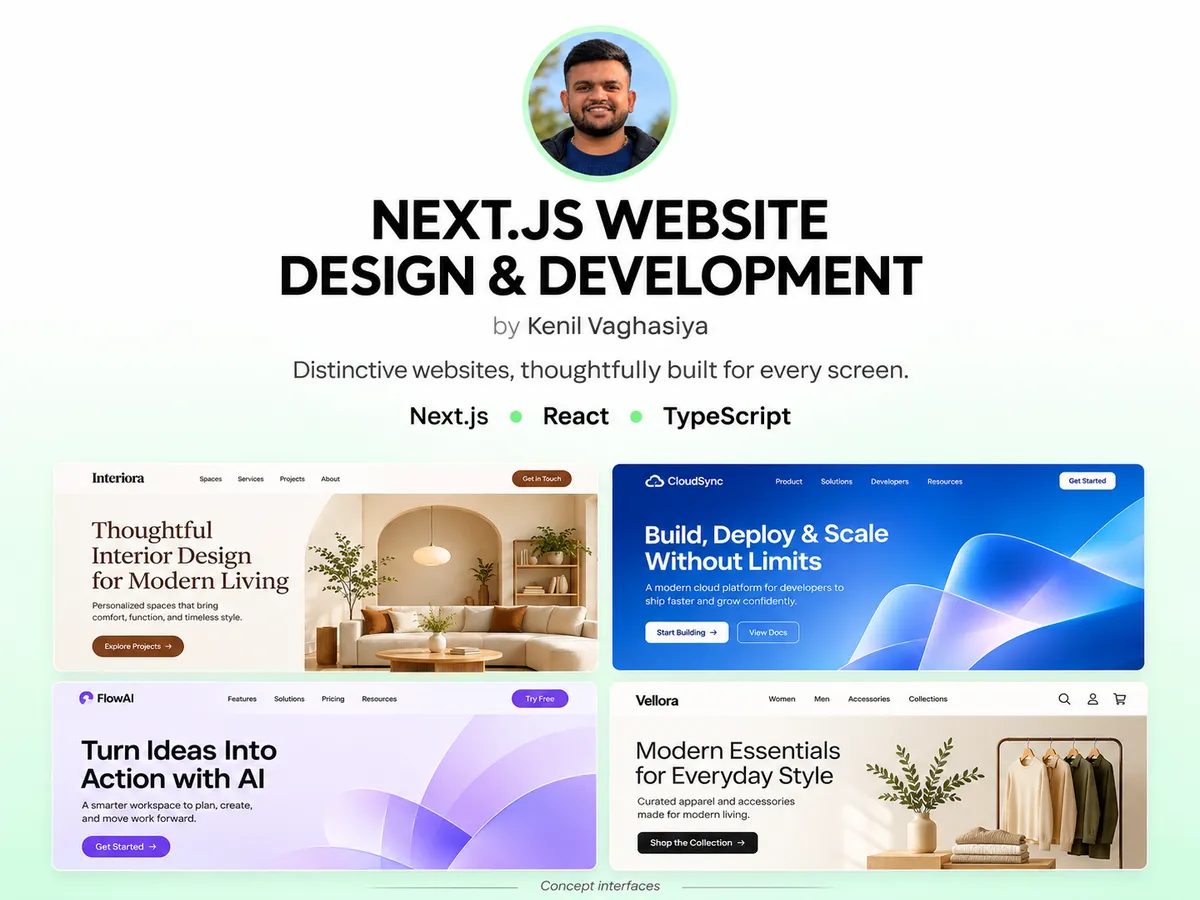 NEXT.JS WEBSITE
DESIGN & DEVELOPMENT
by Kenil Vaghasiya
Distinctive websites, thoughtfully built for every screen.
Next.js • React • TypeScript
Interiora
Spaces Services Projects About
Get in Touch
Thoughtful
Interior Design
for Modern Living
Personalized spaces that bring
comfort, function, and timeless style.
Explore Projects →
CloudSync
Product Solutions Developers Resources
Get Started
Build, Deploy & Scale
Without Limits
A modern cloud platform for developers to
ship faster and grow confidently.
Start Building →
View Docs
FlowAI
Features Solutions Pricing Resources
Try Free
Turn Ideas Into
Action with AI
A smarter workspace to plan, create,
and move work forward.
Get Started →
Vellora
Women Men Accessories Collections
Modern Essentials
for Everyday Style
Curated apparel and accessories
made for modern living.
Shop the Collection →
Concept interfaces